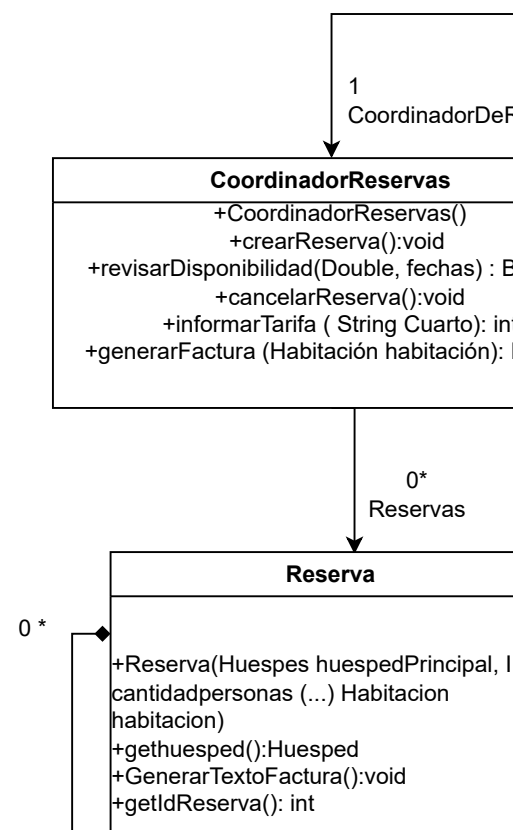 1
CoordinadorDeR
CoordinadorReservas
+CoordinadorReservas()
+crearReserva():void
+revisarDisponibilidad(Double, fechas) : B
+cancelarReserva():void
+informarTarifa ( String Cuarto): int
+generarFactura (Habitación habitación):
0*
Reservas
Reserva
0 *
+Reserva(Huespes huespedPrincipal, I
cantidadpersonas (...) Habitacion
habitacion)
+gethuesped():Huesped
+GenerarTextoFactura():void
+getIdReserva(): int